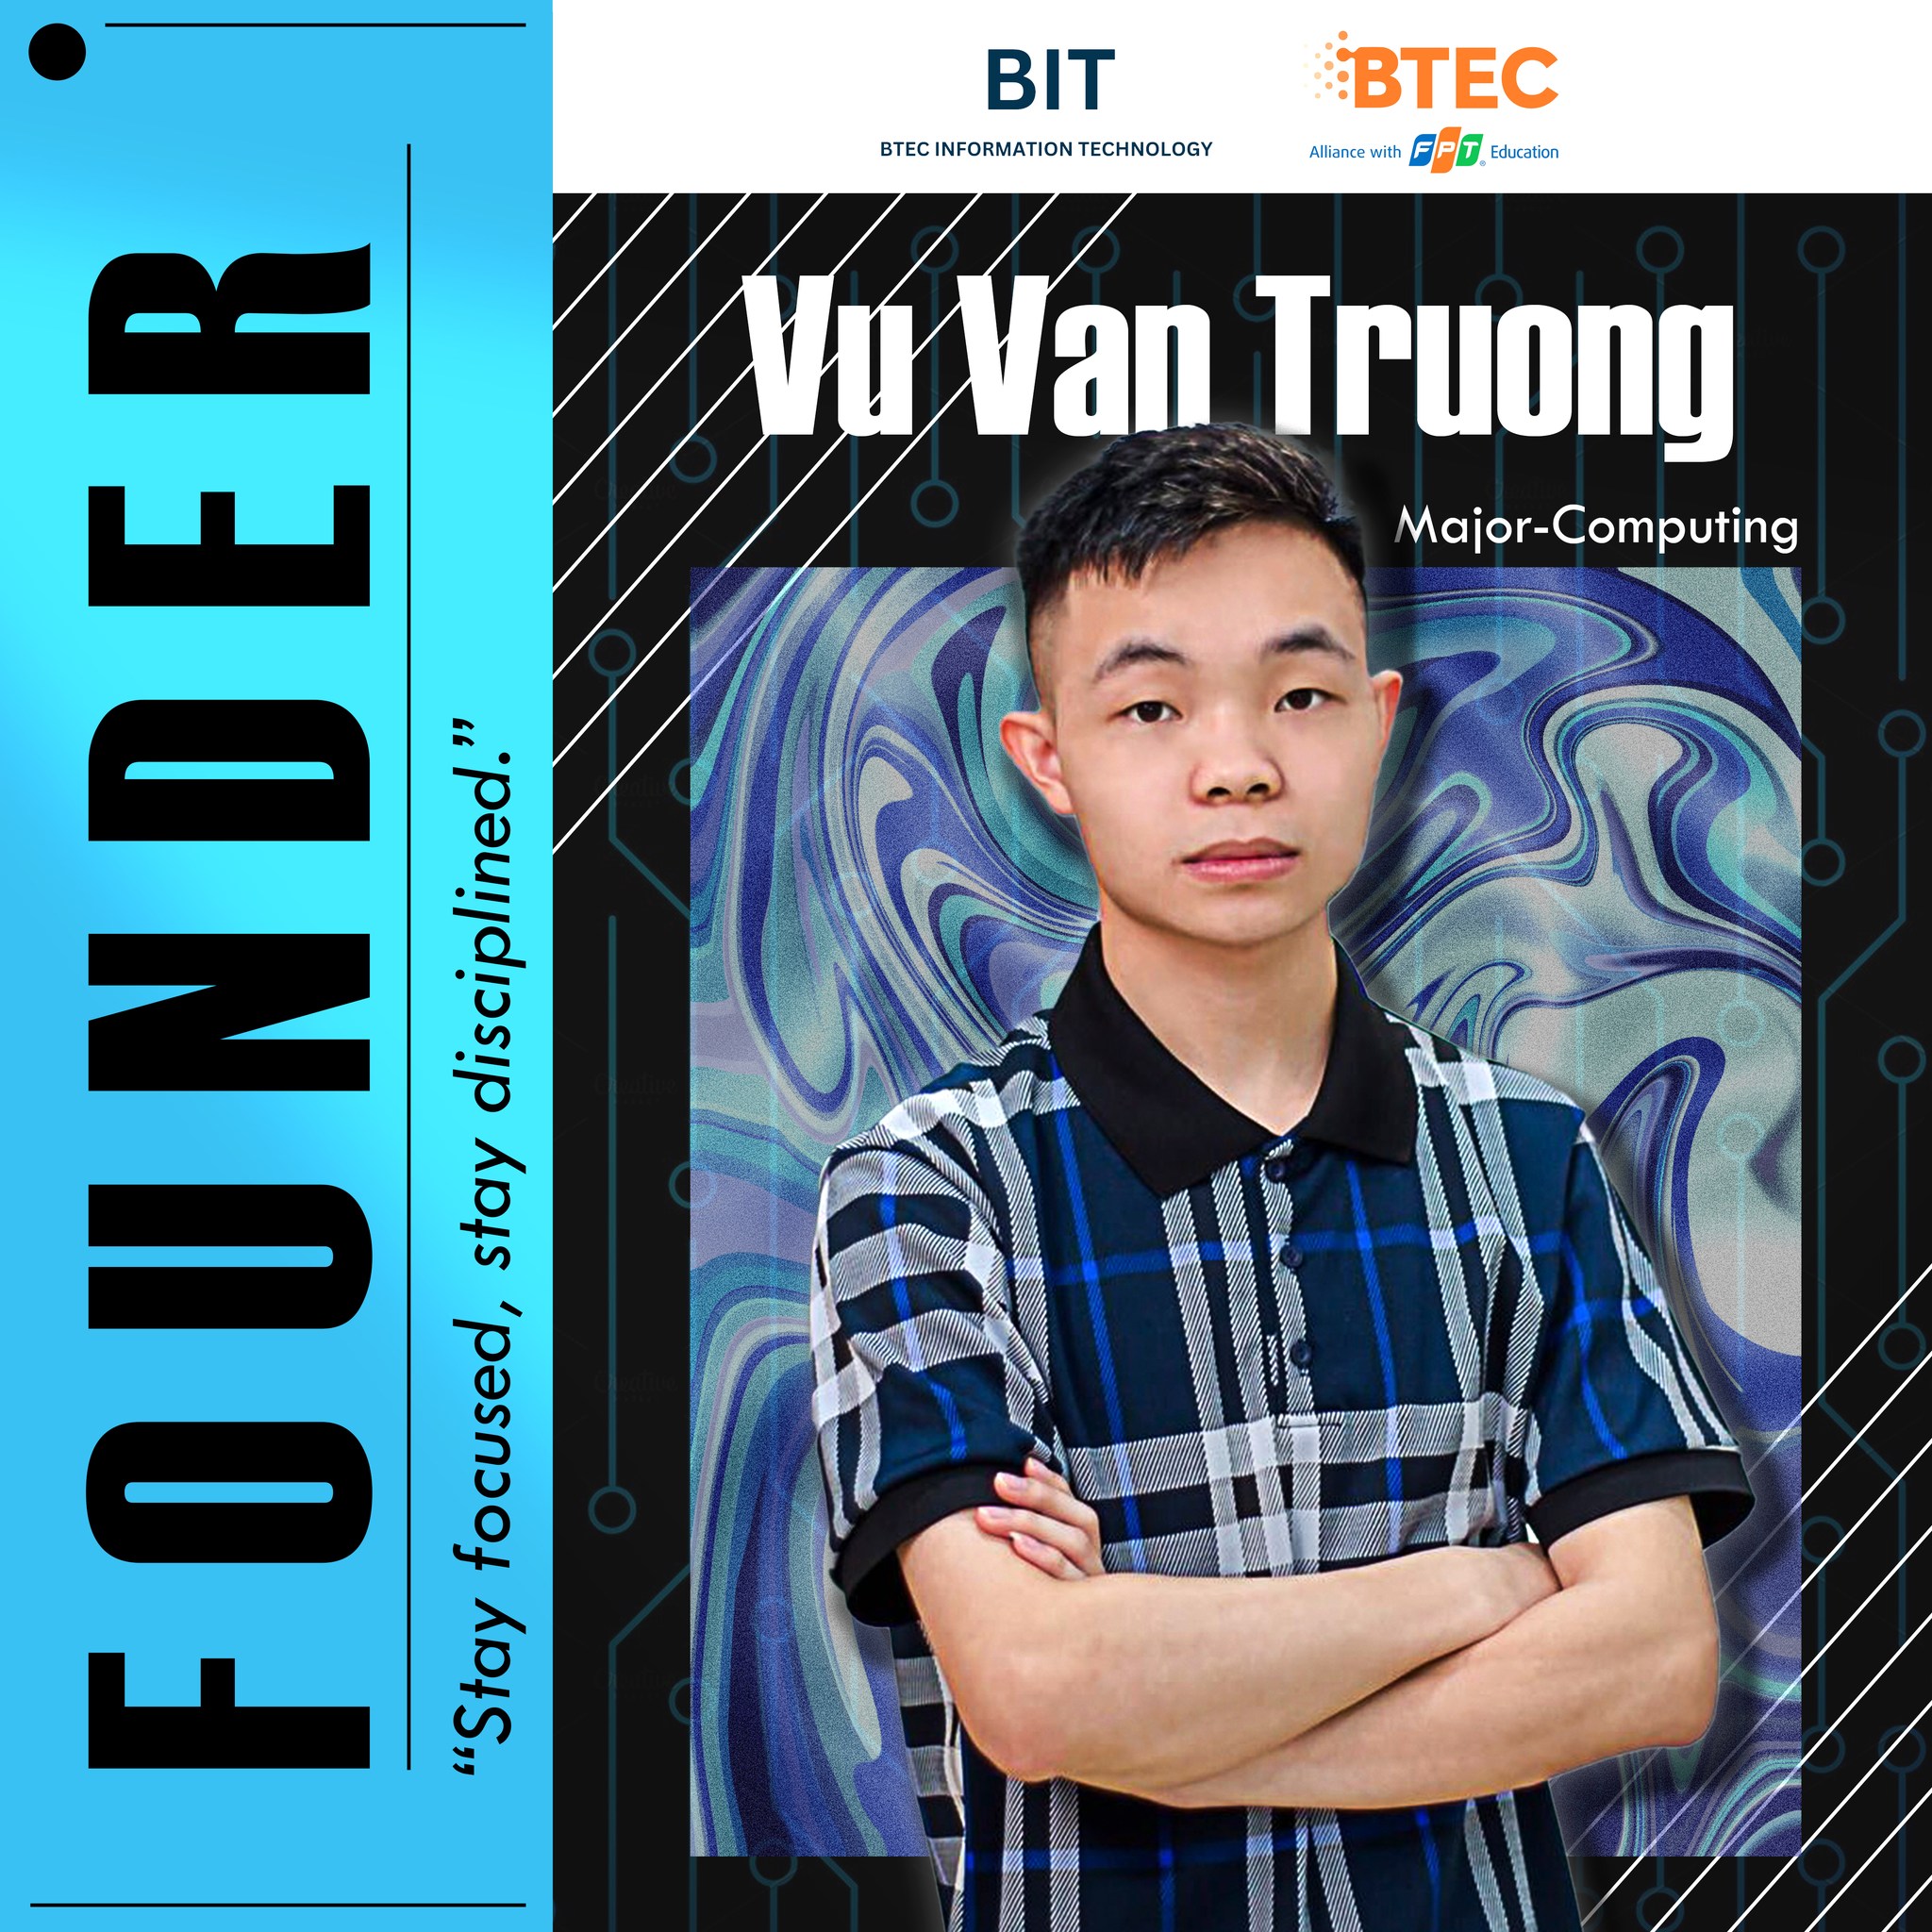 FOUNDER
“Stay focused, stay disciplined.”
BIT
BTEC INFORMATION TECHNOLOGY
BTEC
Alliance with FPT® Education
Vu Van Truong
Major-Computing